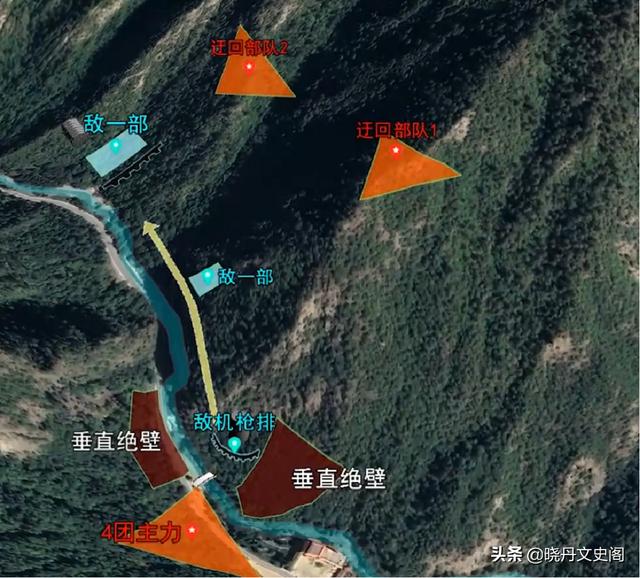 迂回部队2
敌一部
迂回部队1
敌一部
敌机枪排
垂直绝壁
垂直绝壁
4团主力
头条 @晓丹文史阁